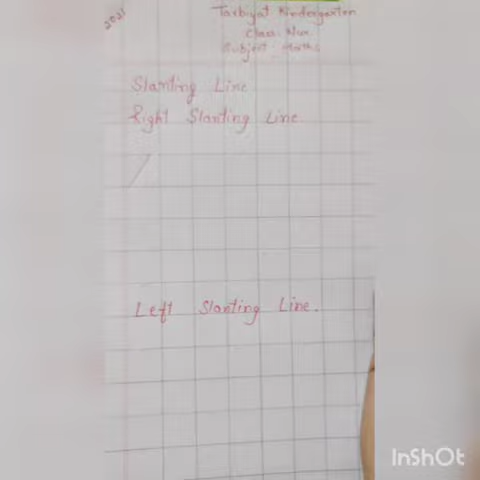 2021
Tarbiyat Kindergarten
Class Nur
Subject - Maths
Slanting Line
Right Slanting Line
Left Slanting Line.
InShOt